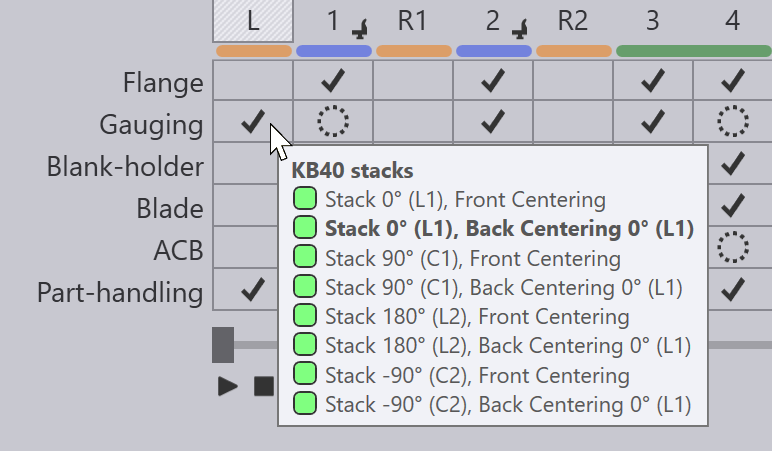 L 1 R1 2 R2 3 4
Flange
Gauging
Blank-holder
Blade
ACB
Part-handling
KB40 stacks
Stack 0° (L1), Front Centering
Stack 0° (L1), Back Centering 0° (L1)
Stack 90° (C1), Front Centering
Stack 90° (C1), Back Centering 0° (L1)
Stack 180° (L2), Front Centering
Stack 180° (L2), Back Centering 0° (L1)
Stack -90° (C2), Front Centering
Stack -90° (C2), Back Centering 0° (L1)